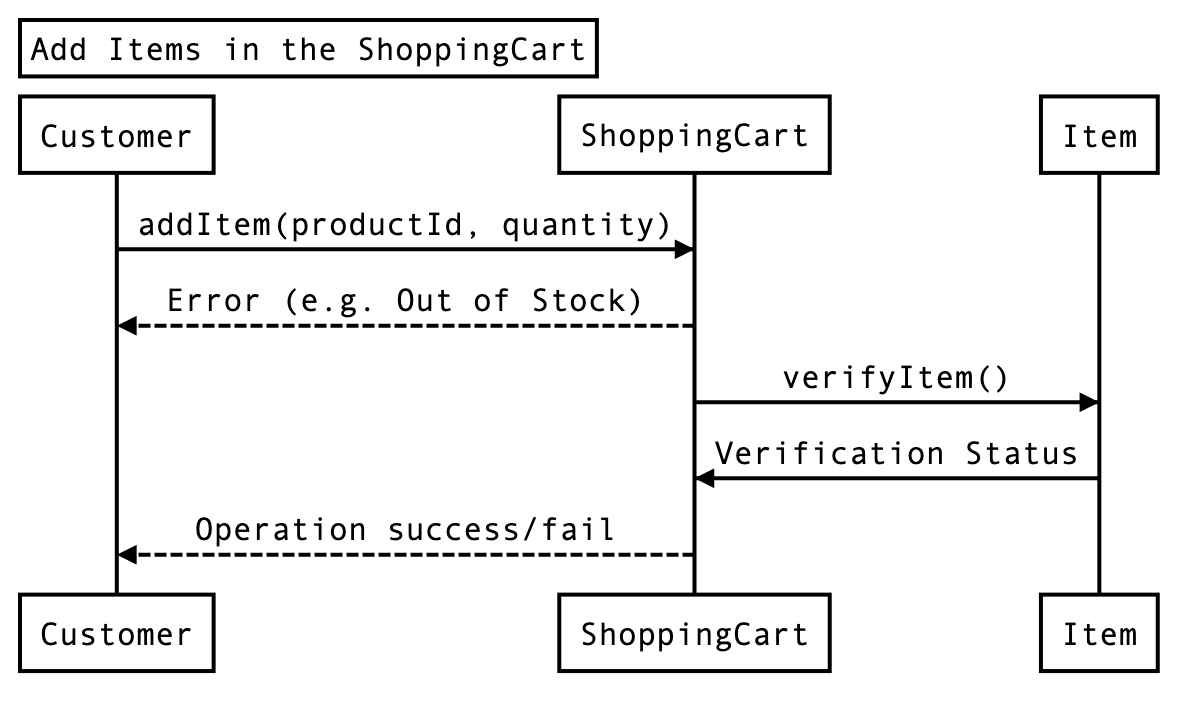 Add Items in the ShoppingCart
Customer
ShoppingCart
Item
addItem(productId, quantity)
Error (e.g. Out of Stock)
verifyItem()
Verification Status
Operation success/fail
Customer
ShoppingCart
Item